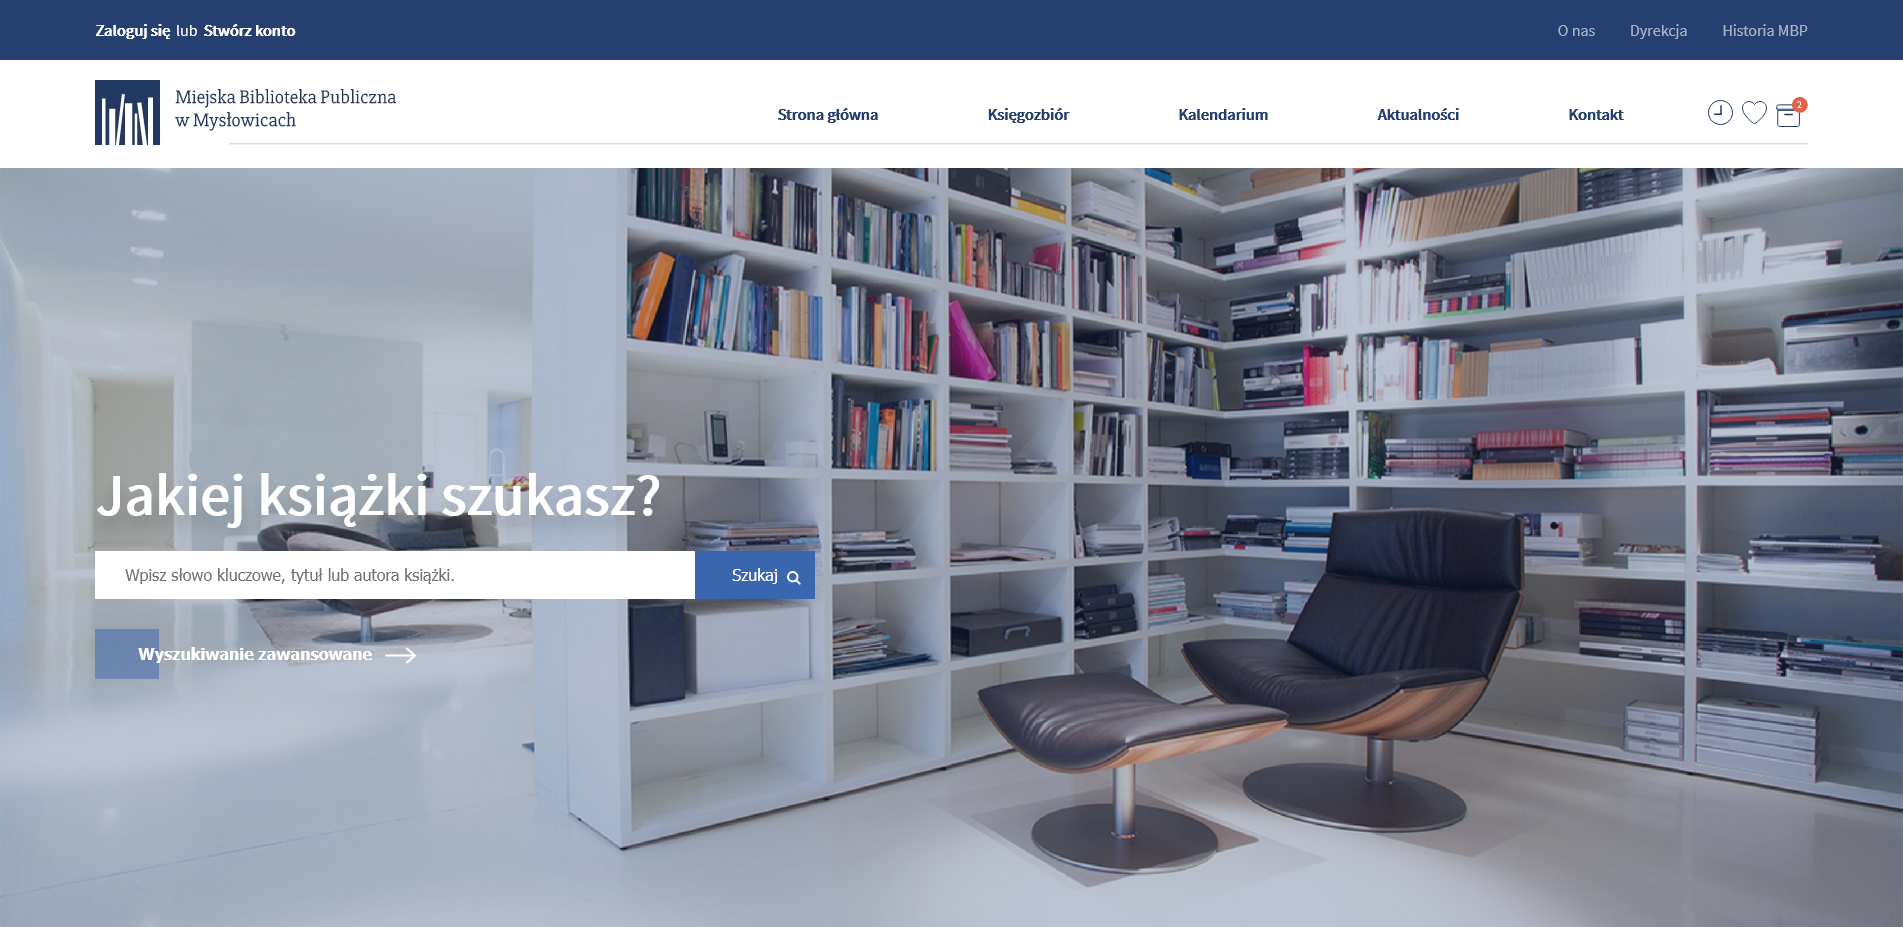 Zaloguj się lub Stwórz konto
O nas Dyrekcja Historia MBP
Miejska Biblioteka Publiczna
w Mysłowicach
Strona główna Księgozbiór Kalendarium Aktualności Kontakt
2
Jakiej książki szukasz?
Wpisz słowo kluczowe, tytuł lub autora książki.
Szukaj
Wyszukiwanie zawansowane